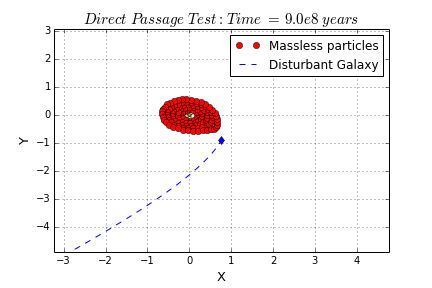 Direct Passage Test : Time = 9.0e8 years
Massless particles
Disturbant Galaxy
3
2
1
0
−1
−2
−3
−4
Y
−3 −2 −1 0 1 2 3 4
X